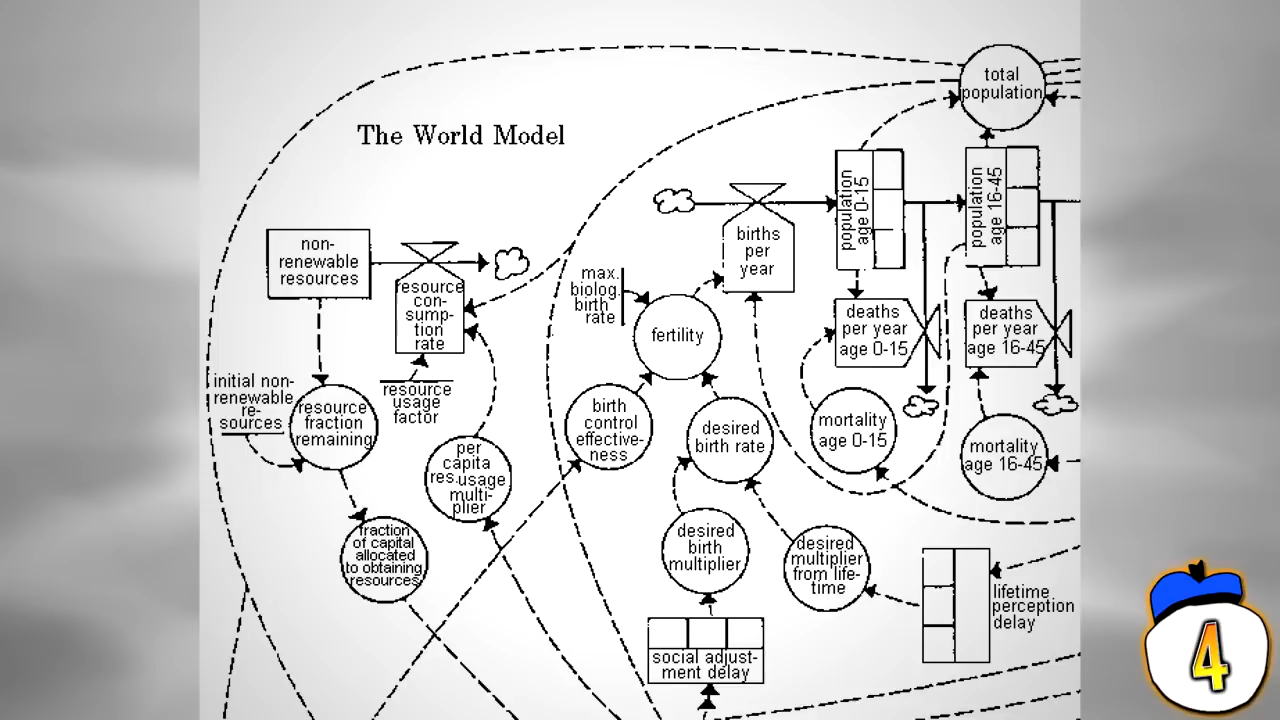 total
population
The World Model
population
age 0-15
population
age 16-45
births
per
year
non-
renewable
resources
max.
biolog.
birth
rate
resource
con-
sump-
tion
rate
fertility
deaths
per year
age 0-15
deaths
per year
age 16-45
initial non-
renewable
re-
sources
resource
fraction
remaining
resource
usage
factor
birth
control
effective-
ness
desired
birth rate
mortality
age 0-15
mortality
age 16-45
per
capita
res.usage
multi-
plier
fraction
of capital
allocated
to obtaining
resources
desired
birth
multiplier
desired
multiplier
from life-
time
lifetime
perception
delay
social adjust-
ment delay
4